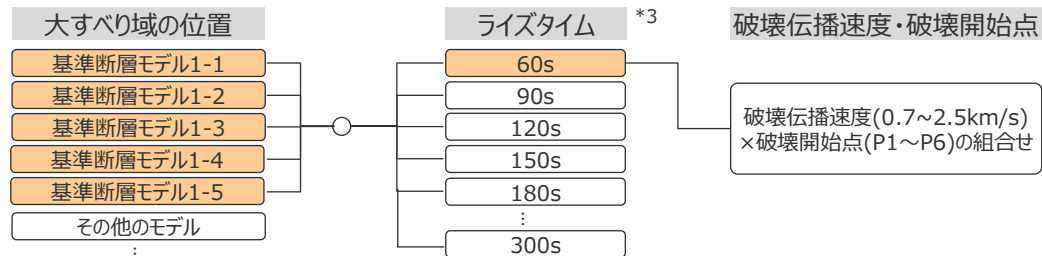 大すべり域の位置
基準断層モデル1-1
基準断層モデル1-2
基準断層モデル1-3
基準断層モデル1-4
基準断層モデル1-5
その他のモデル
⋮
ライズタイム
*3
60s
90s
120s
150s
180s
⋮
300s
破壊伝播速度・破壊開始点
破壊伝播速度(0.7~2.5km/s)
×破壊開始点(P1～P6)の組合せ